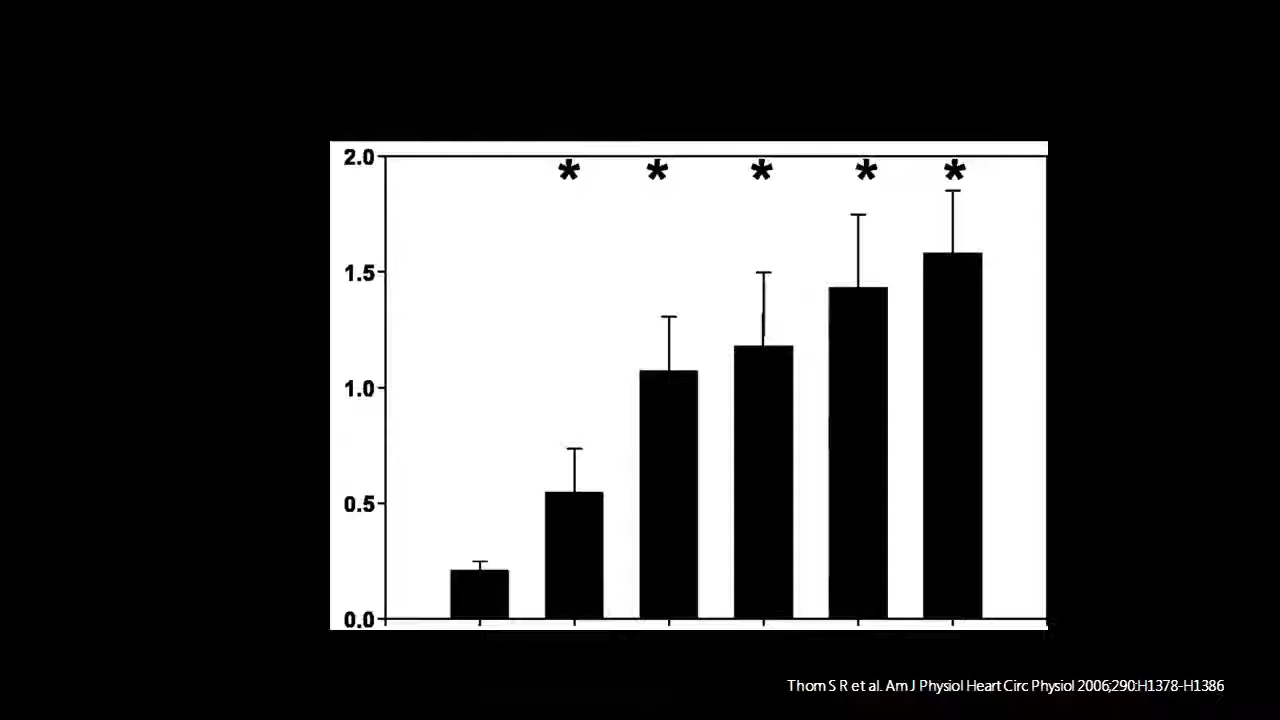 2.0
* * * * *
1.5
1.0
0.5
0.0
Thom S R et al. Am J Physiol Heart Circ Physiol 2006;290:H1378-H1386